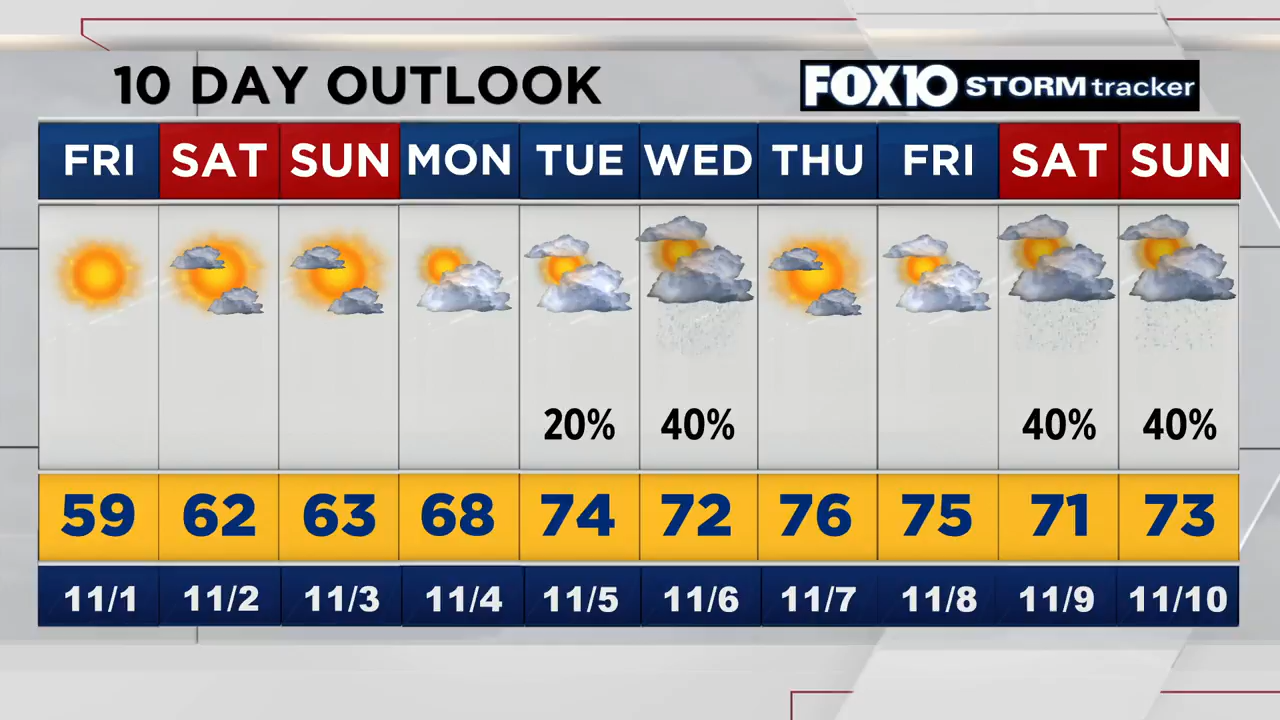 10 DAY OUTLOOK
FOX10 STORM tracker
FRI SAT SUN MON TUE WED THU FRI SAT SUN
20% 40% 40% 40%
59 62 63 68 74 72 76 75 71 73
11/1 11/2 11/3 11/4 11/5 11/6 11/7 11/8 11/9 11/10